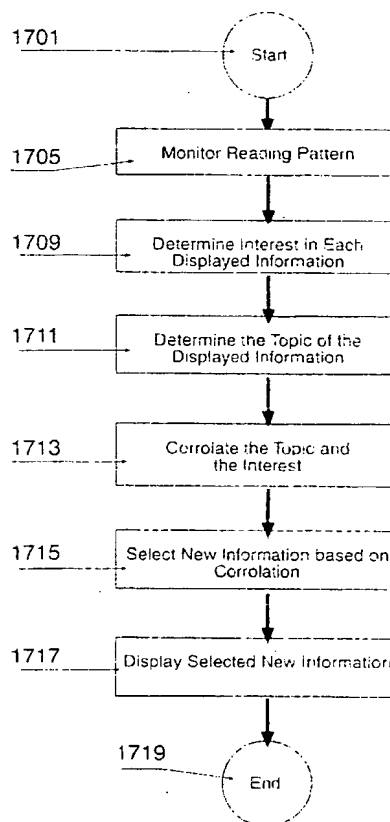 1701
Start
1705
Monitor Reading Pattern
1709
Determine Interest in Each
Displayed Information
1711
Determine the Topic of the
Displayed Information
1713
Corrolate the Topic and
the Interest
1715
Select New Information based on
Corrolation
1717
Display Selected New Information
1719
End